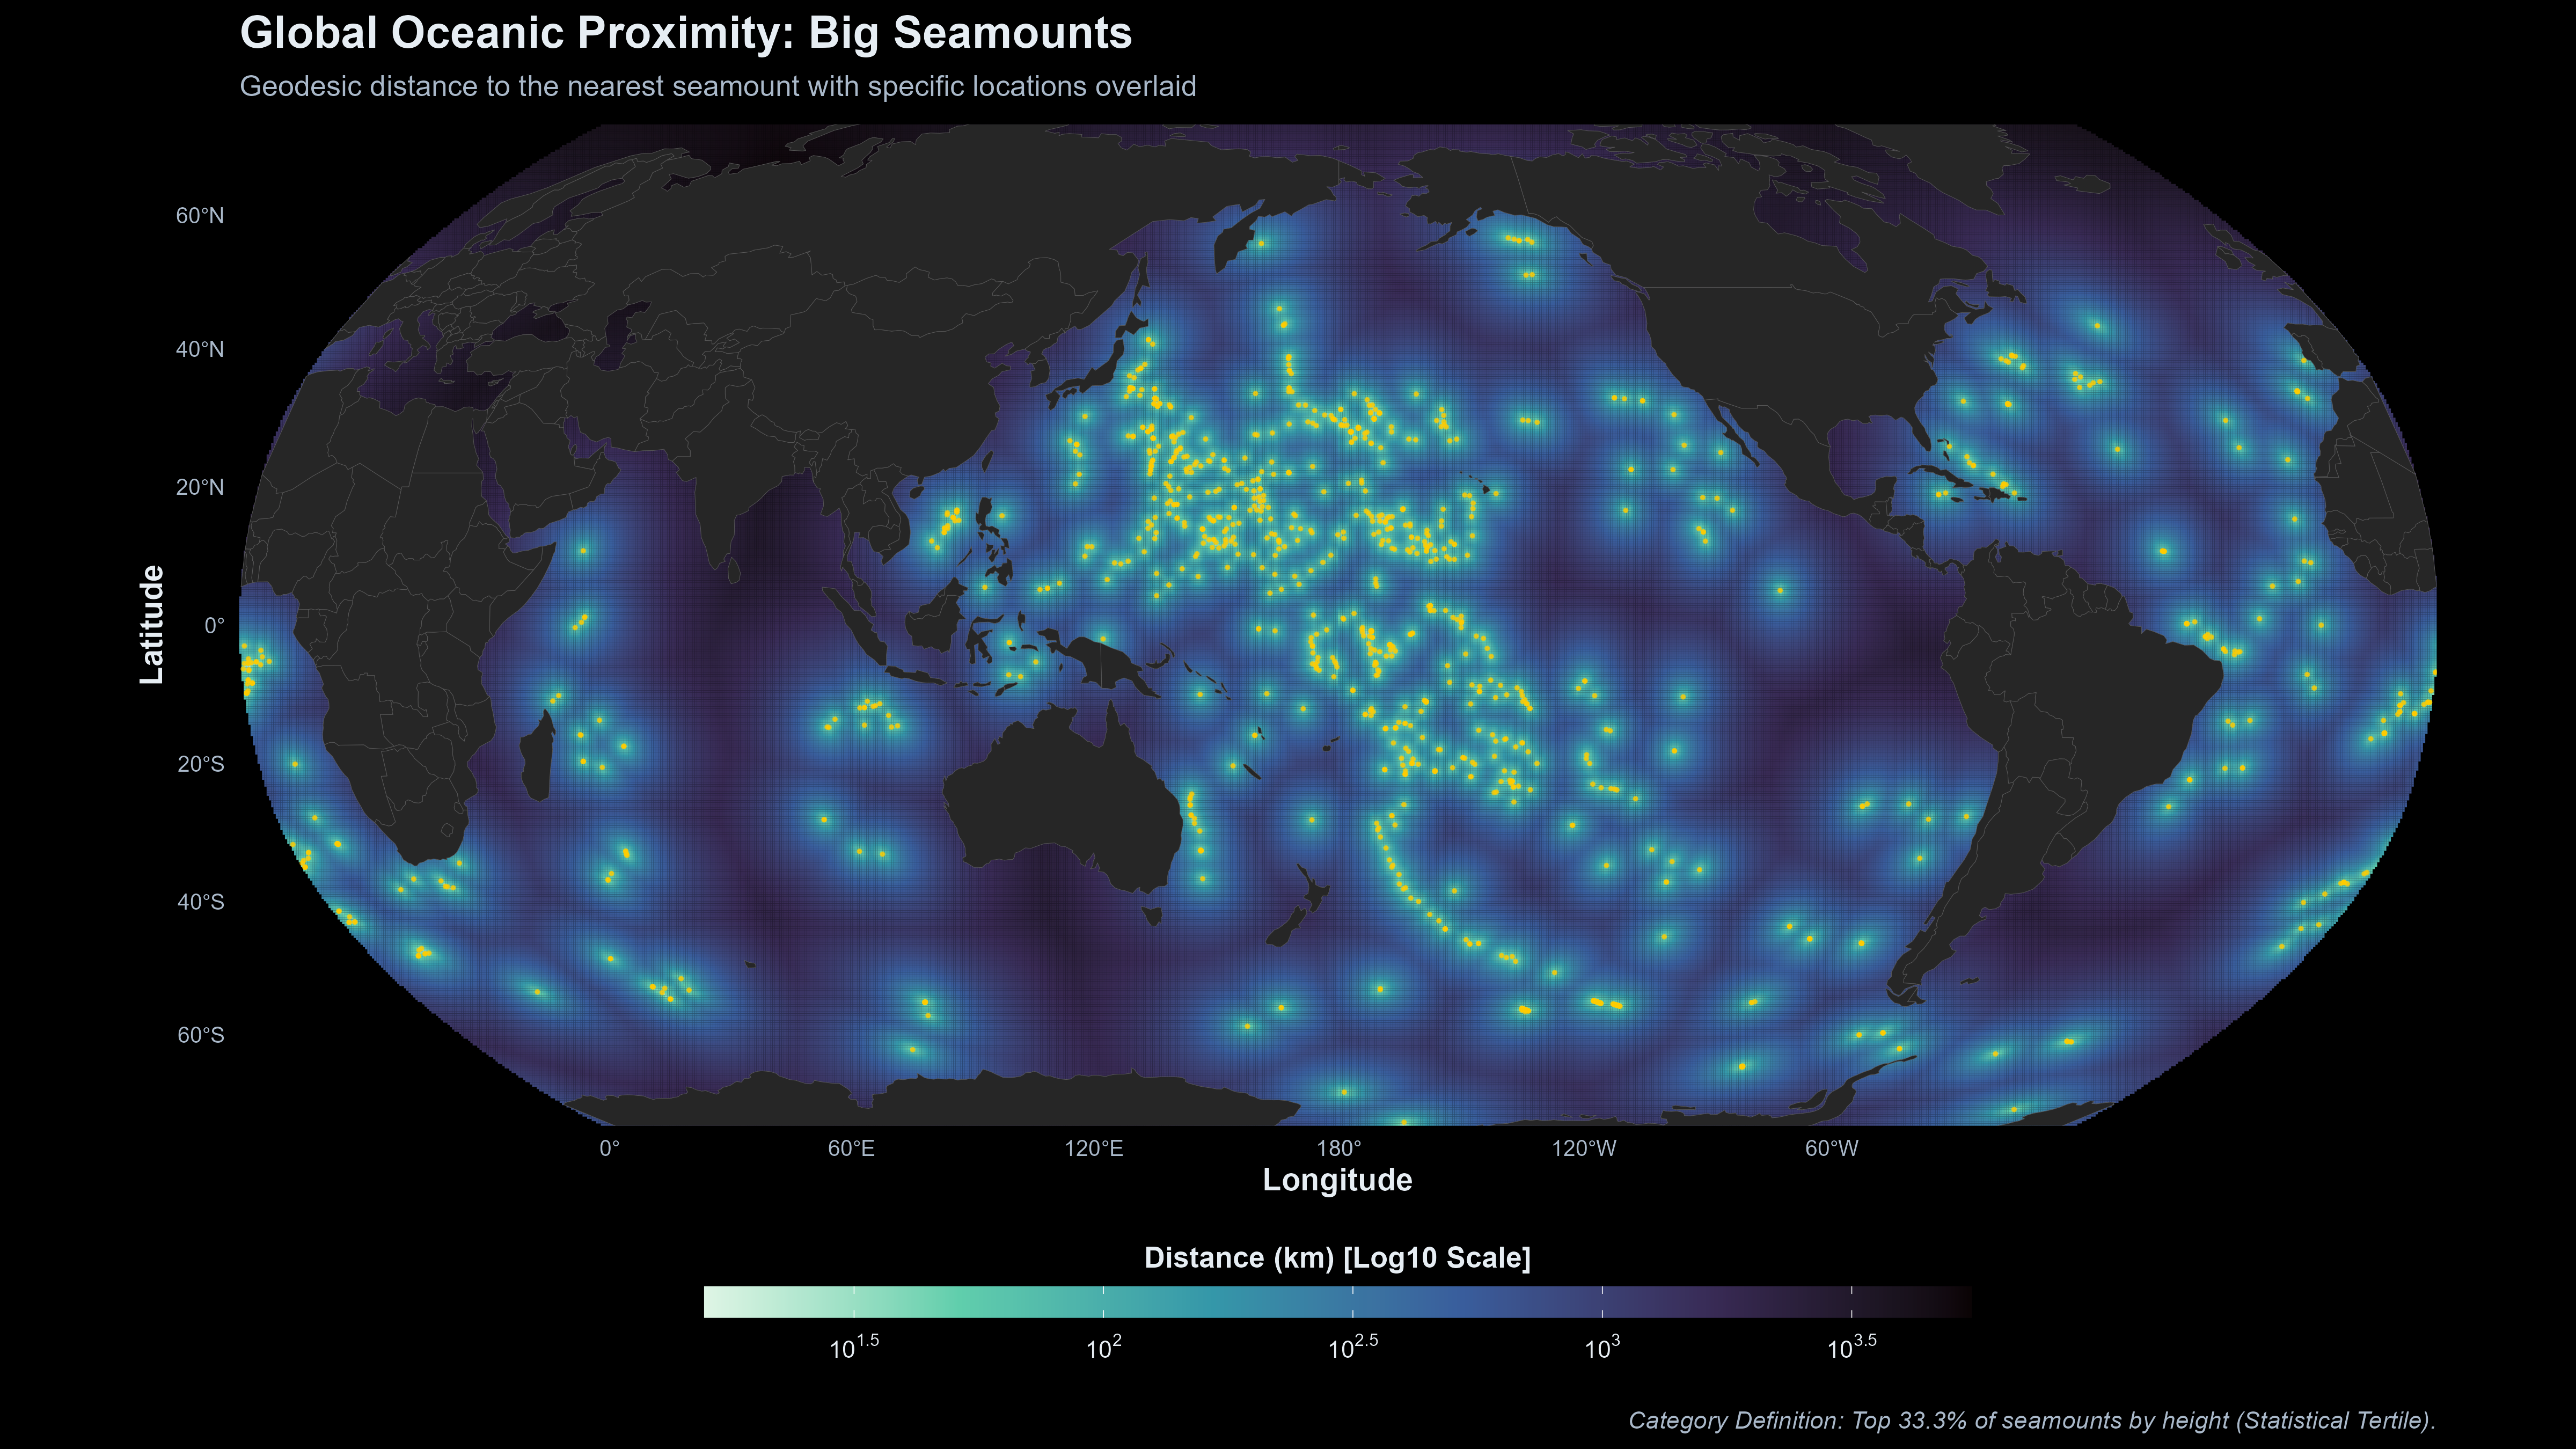 Global Oceanic Proximity: Big Seamounts
Geodesic distance to the nearest seamount with specific locations overlaid
60°N
40°N
20°N
0°
20°S
40°S
60°S
Latitude
0°
60°E
120°E
180°
120°W
60°W
Longitude
Distance (km) [Log10 Scale]
10^1.5
10^2
10^2.5
10^3
10^3.5
Category Definition: Top 33.3% of seamounts by height (Statistical Tertile).